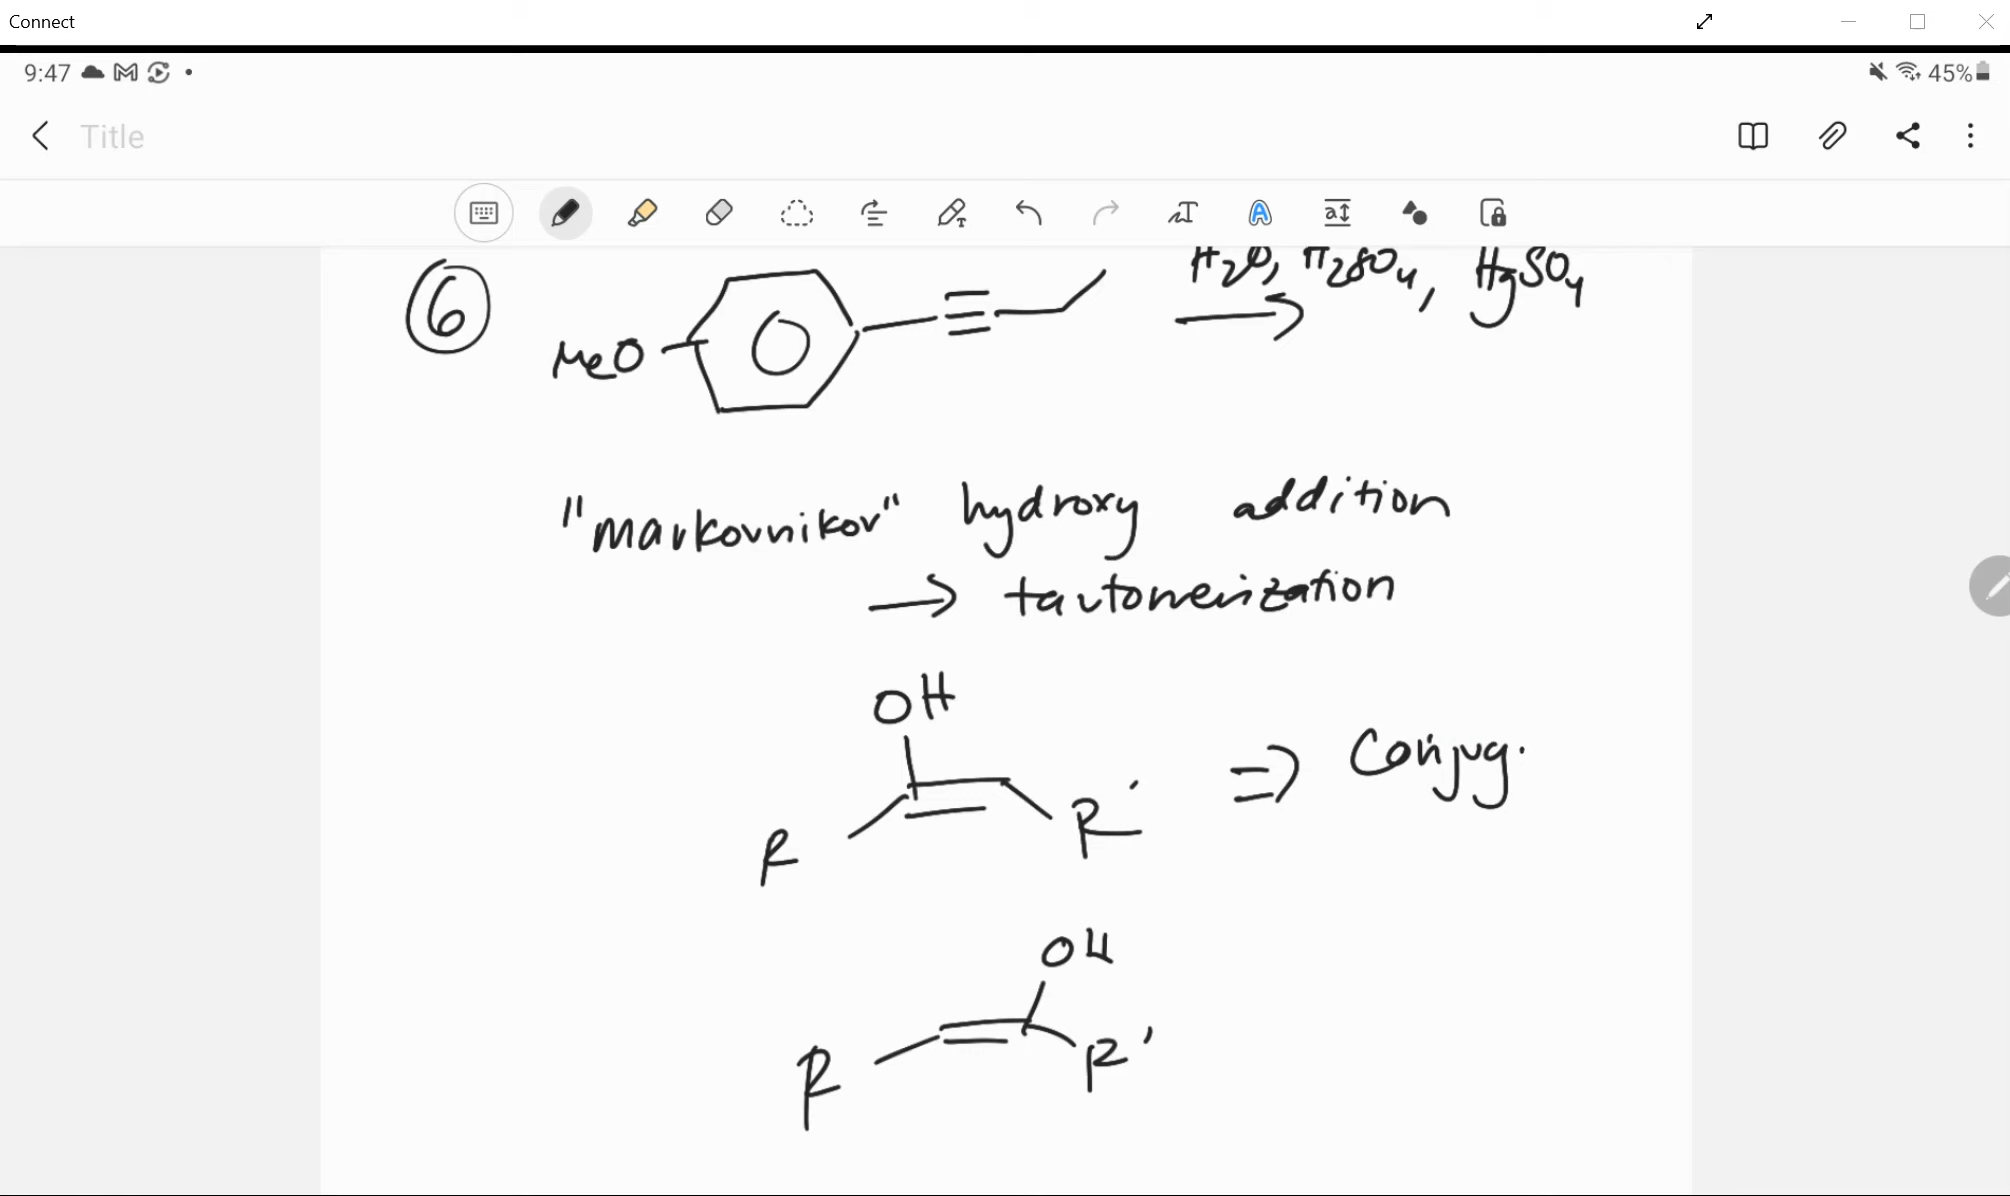 Connect
9:47
45%
Title
6
H2O, H2SO4, HgSO4
MeO
"markovnikov" hydroxy addition
→ tautomerization
OH
R R'
⇒ Conjug.
OH
R R'